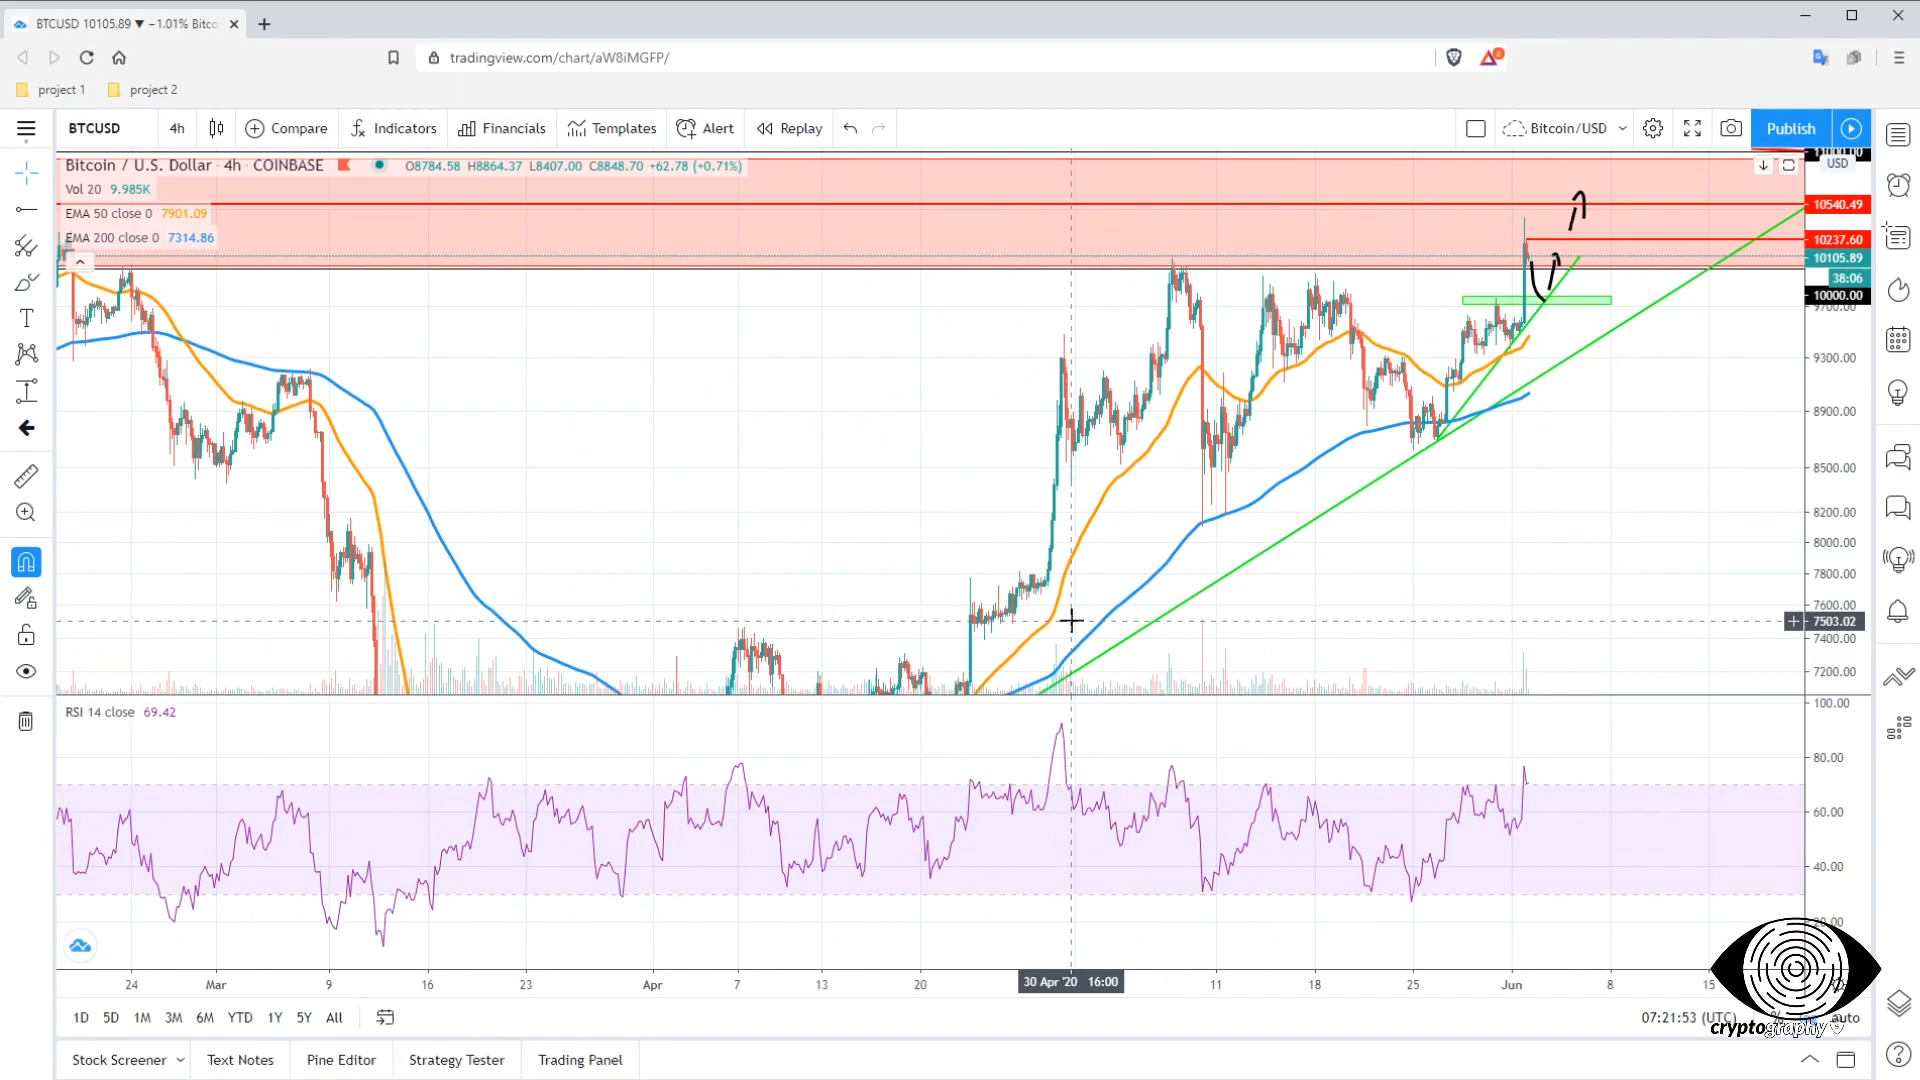 BTCUSD 10105.89 ▼ −1.01% Bitco
tradingview.com/chart/aW8iMGFP/
2
project 1 project 2
BTCUSD 4h Compare Indicators Financials Templates Alert Replay Bitcoin/USD Publish
Bitcoin / U.S. Dollar · 4h · COINBASE O8784.58 H8864.37 L8407.00 C8848.70 +62.78 (+0.71%)
Vol 20 9.985K
EMA 50 close 0 7901.09
EMA 200 close 0 7314.86
11000.00
USD
10540.49
10237.60
10105.89
38:06
10000.00
9700.00
9300.00
8900.00
8500.00
8200.00
8000.00
7800.00
7600.00
7503.02
7400.00
7200.00
RSI 14 close 69.42
100.00
80.00
60.00
40.00
20.00
24 Mar 9 16 23 Apr 7 13 20 30 Apr '20 16:00 11 18 25 Jun 8 15
1D 5D 1M 3M 6M YTD 1Y 5Y All 07:21:53 (UTC) % auto
cryptography
Stock Screener Text Notes Pine Editor Strategy Tester Trading Panel